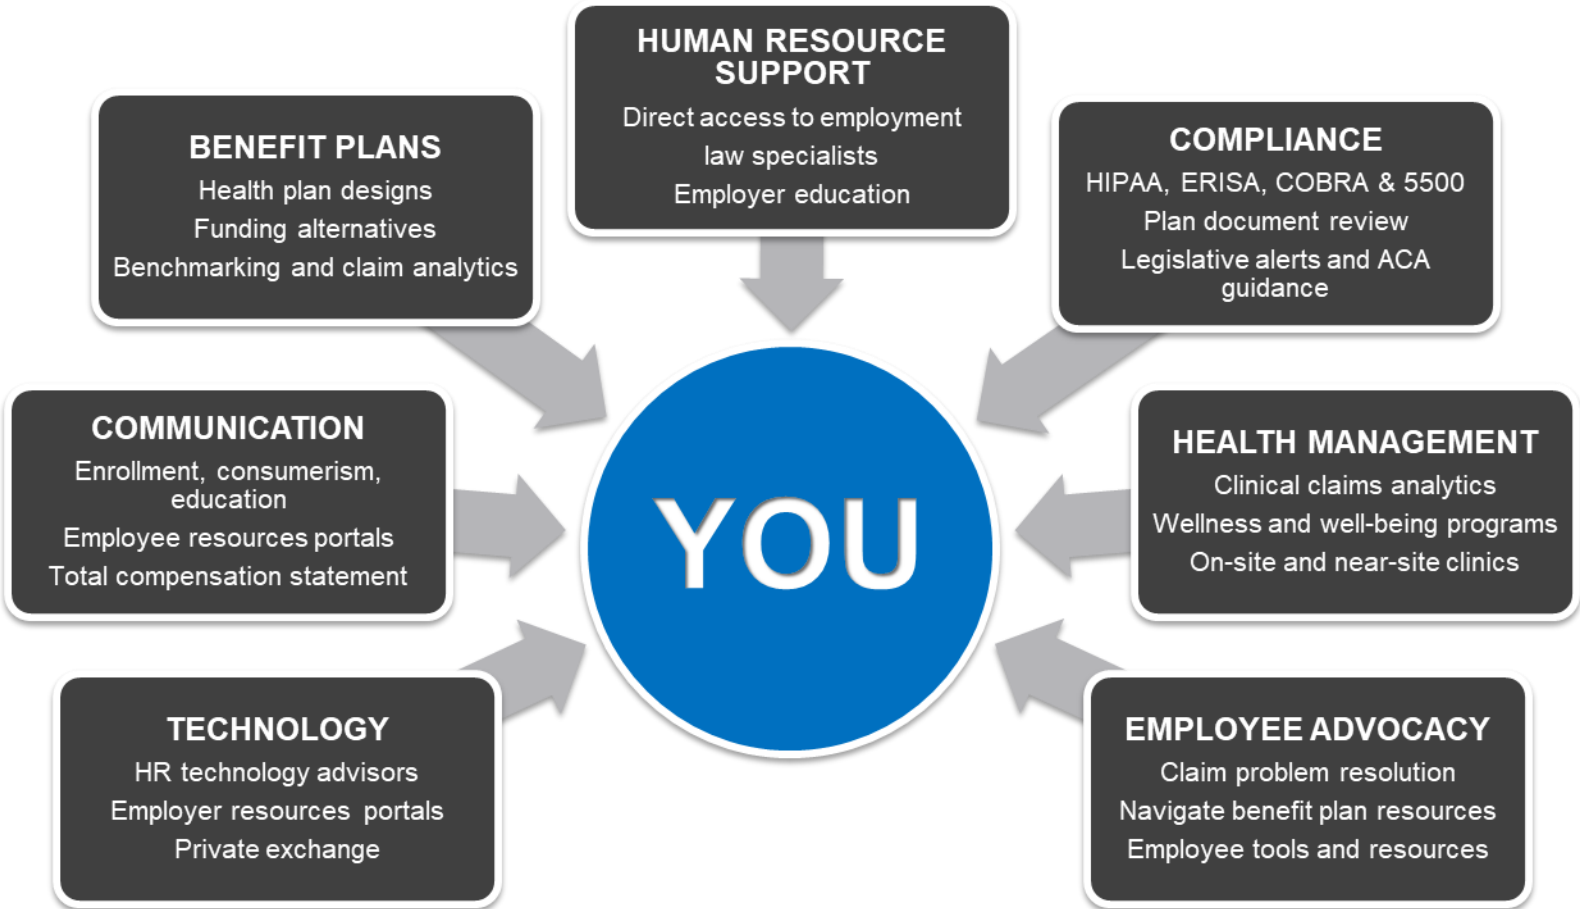 HUMAN RESOURCE
SUPPORT
Direct access to employment
law specialists
Employer education
BENEFIT PLANS
Health plan designs
Funding alternatives
Benchmarking and claim analytics
COMPLIANCE
HIPAA, ERISA, COBRA & 5500
Plan document review
Legislative alerts and ACA
guidance
COMMUNICATION
Enrollment, consumerism,
education
Employee resources portals
Total compensation statement
YOU
HEALTH MANAGEMENT
Clinical claims analytics
Wellness and well-being programs
On-site and near-site clinics
TECHNOLOGY
HR technology advisors
Employer resources portals
Private exchange
EMPLOYEE ADVOCACY
Claim problem resolution
Navigate benefit plan resources
Employee tools and resources